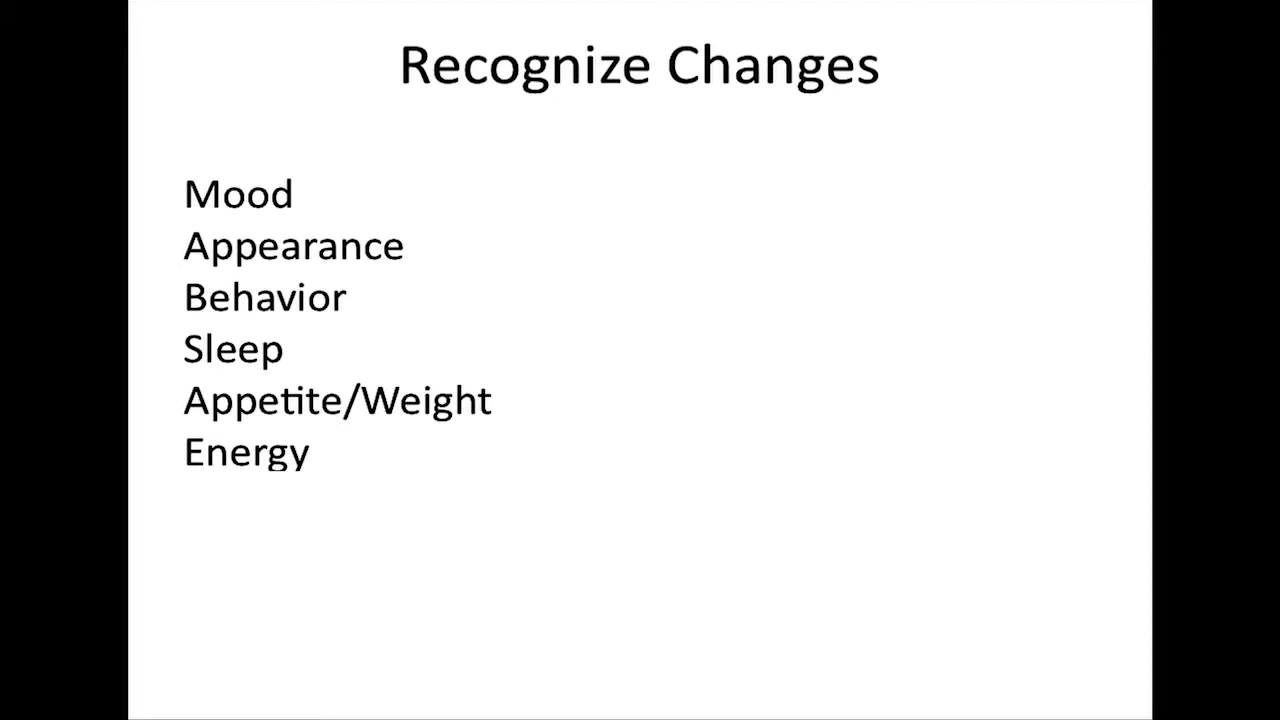 Recognize Changes
Mood
Appearance
Behavior
Sleep
Appetite/Weight
Energy